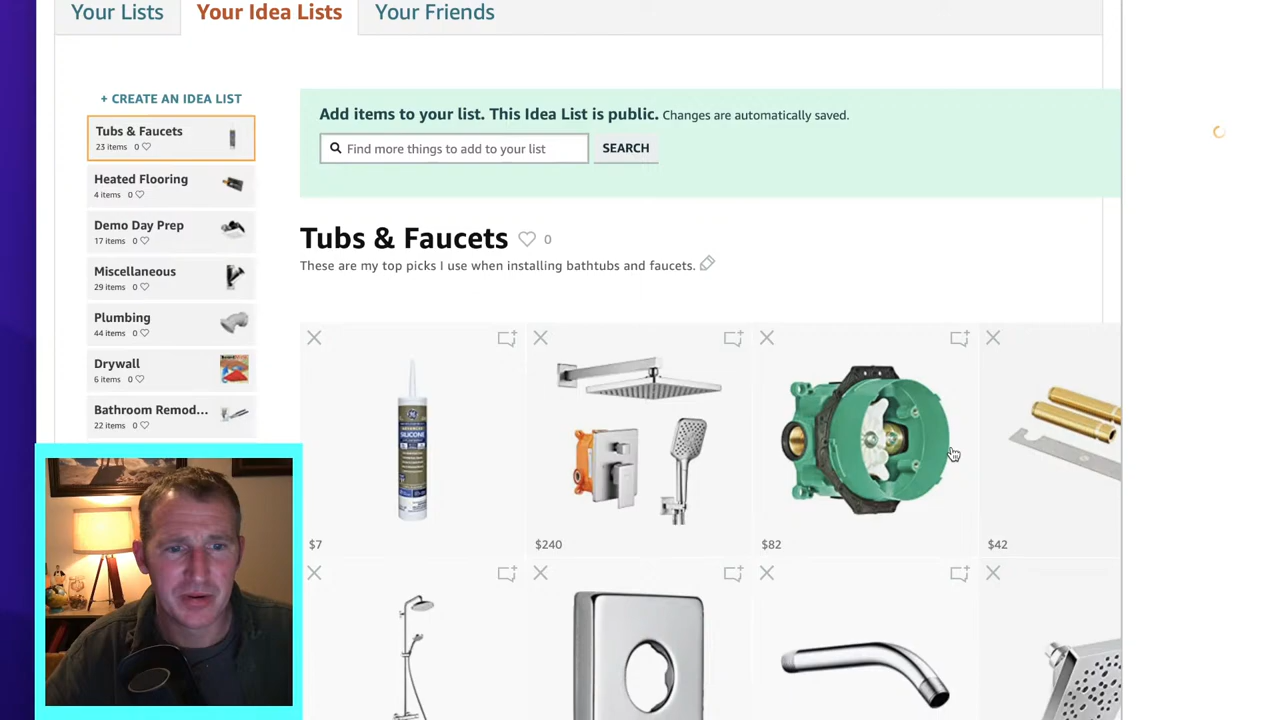 Your Lists
Your Idea Lists
Your Friends
+ CREATE AN IDEA LIST
Tubs & Faucets
23 items 0
Heated Flooring
4 items 0
Demo Day Prep
17 items 0
Miscellaneous
29 items 0
Plumbing
44 items 0
Drywall
6 items 0
Bathroom Remod...
22 items 0
Add items to your list. This Idea List is public. Changes are automatically saved.
Find more things to add to your list
SEARCH
Tubs & Faucets 0
These are my top picks I use when installing bathtubs and faucets.
SILICONE
$7
$240
$82
$42